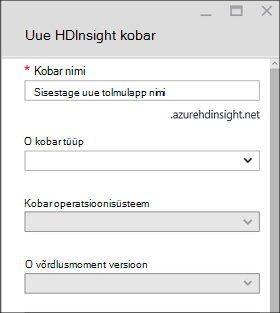 Uue HDInsight kobar
* Kobar nimi
Sisestage uue tolmulapp nimi
.azurehdinsight.net
O kobar tüüp
Kobar operatsioonisüsteem
O võrdlusmoment versioon